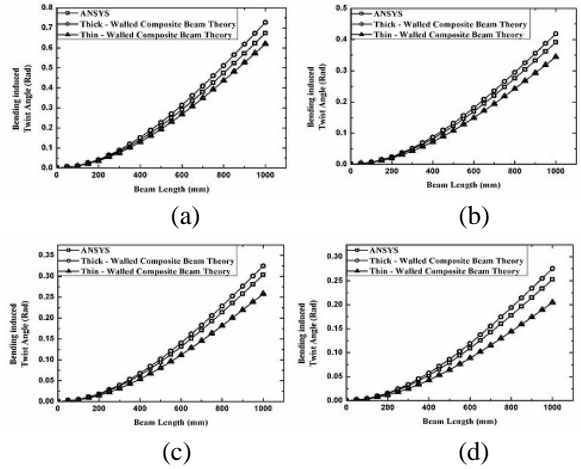 ANSYS
Thick - Walled Composite Beam Theory
Thin - Walled Composite Beam Theory
Bending induced
Twist Angle (Rad)
0.8
0.7
0.6
0.5
0.4
0.3
0.2
0.1
0.0
0 200 400 600 800 1000
Beam Length (mm)
(a)
ANSYS
Thick - Walled Composite Beam Theory
Thin - Walled Composite Beam Theory
Bending induced
Twist Angle (Rad)
0.5
0.4
0.3
0.2
0.1
0.0
0 200 400 600 800 1000
Beam Length (mm)
(b)
ANSYS
Thick - Walled Composite Beam Theory
Thin - Walled Composite Beam Theory
Bending induced
Twist Angle (Rad)
0.35
0.30
0.25
0.20
0.15
0.10
0.05
0.00
0 200 400 600 800 1000
Beam Length (mm)
(c)
ANSYS
Thick - Walled Composite Beam Theory
Thin - Walled Composite Beam Theory
Bending induced
Twist Angle (Rad)
0.30
0.25
0.20
0.15
0.10
0.05
0.00
0 200 400 600 800 1000
Beam Length (mm)
(d)